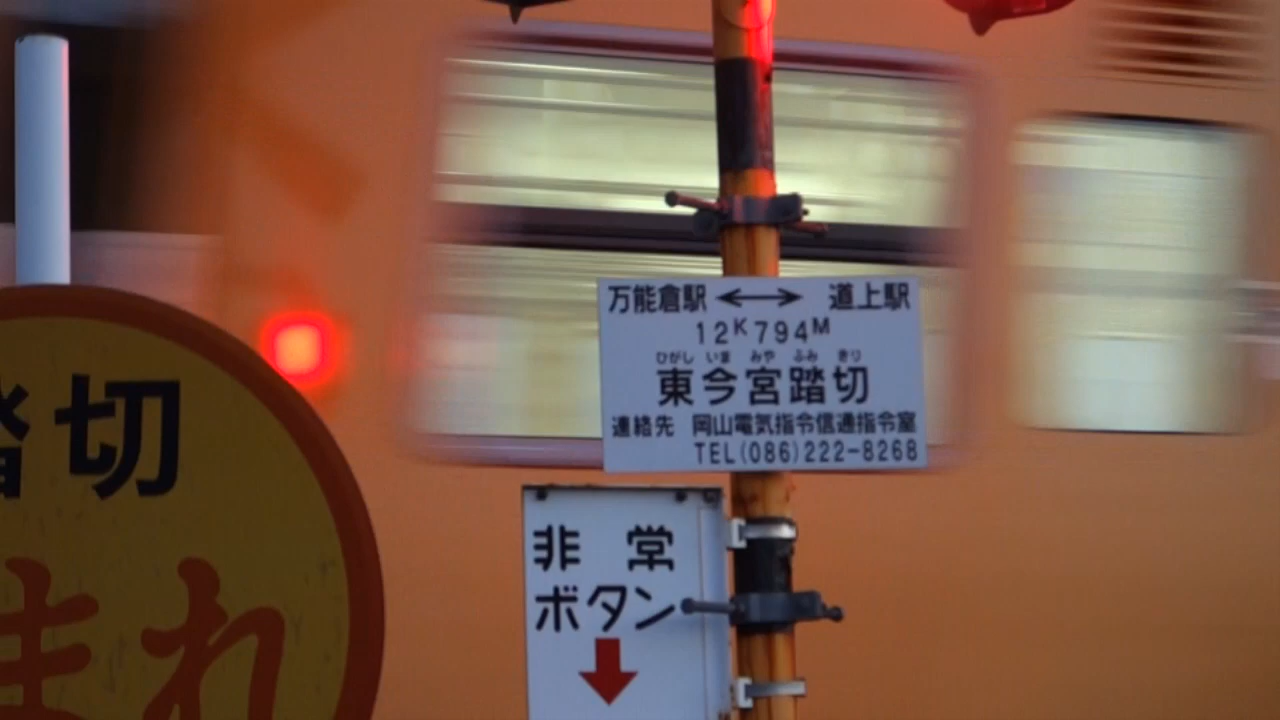 万能倉駅 ⟷ 道上駅
12K794M
ひがし いま みや ふみ きり
東今宮踏切
連絡先 岡山電気指令信通指令室
TEL(086)222-8268
非常
ボタン
踏切
まれ